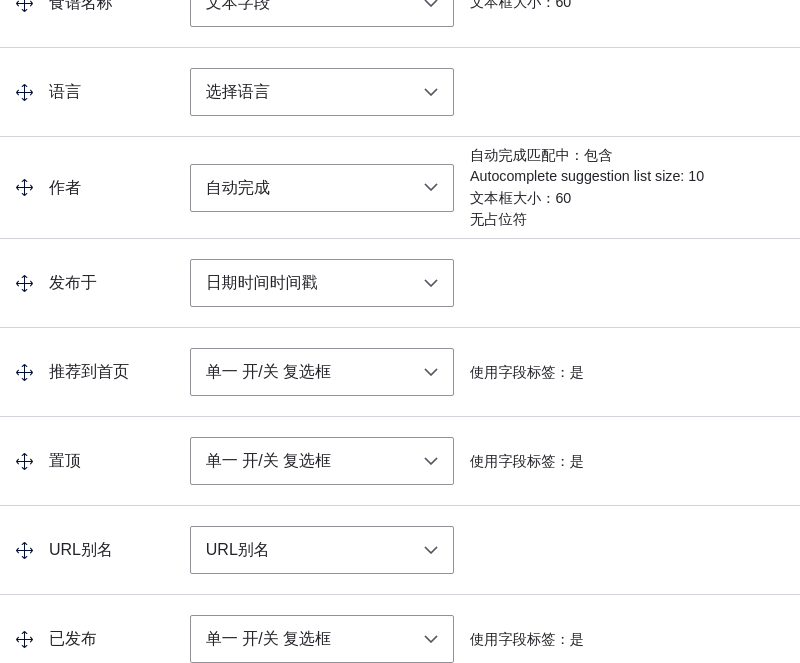 食谱名称
文本字段
文本框大小：60
语言
选择语言
作者
自动完成
自动完成匹配中：包含
Autocomplete suggestion list size: 10
文本框大小：60
无占位符
发布于
日期时间时间戳
推荐到首页
单一 开/关 复选框
使用字段标签：是
置顶
单一 开/关 复选框
使用字段标签：是
URL别名
URL别名
已发布
单一 开/关 复选框
使用字段标签：是